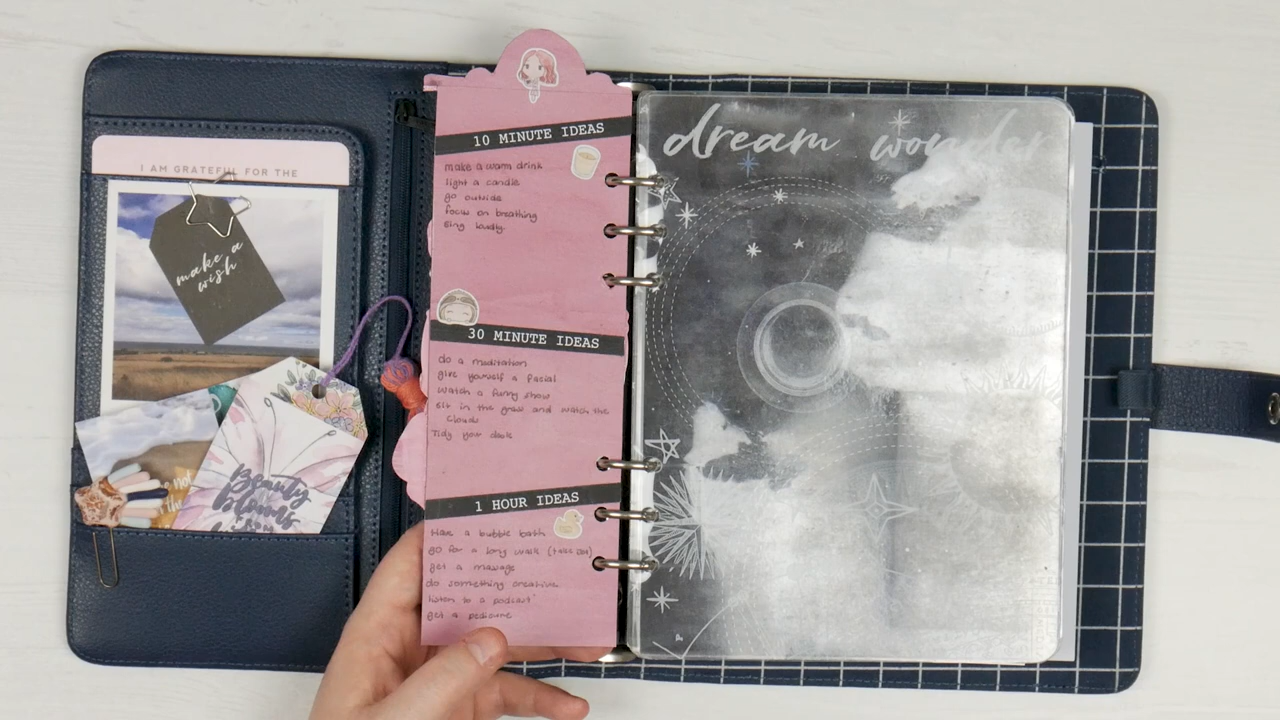 I AM GRATEFUL FOR THE
make a
wish
Beauty
10 MINUTE IDEAS
make a warm drink
light a candle
go outside
focus on breathing
sing loudly
30 MINUTE IDEAS
do a meditation
give yourself a facial
watch a funny show
sit in the grass and watch the
clouds
Tidy your desk
1 HOUR IDEAS
Have a bubble bath
go for a long walk
get a massage
do something creative
listen to a podcast
get a pedicure
dream wonder